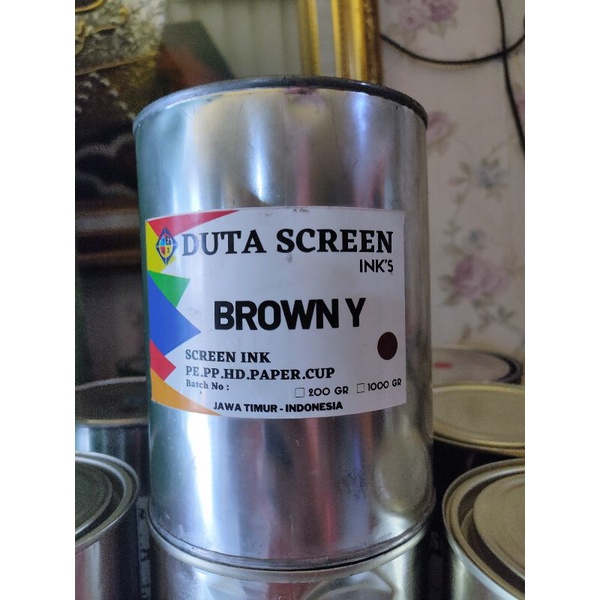 DUTA SCREEN
INK'S
BROWN Y
SCREEN INK
PE.PP.HD.PAPER.CUP
Batch No :
200 GR 1000 GR
JAWA TIMUR - INDONESIA